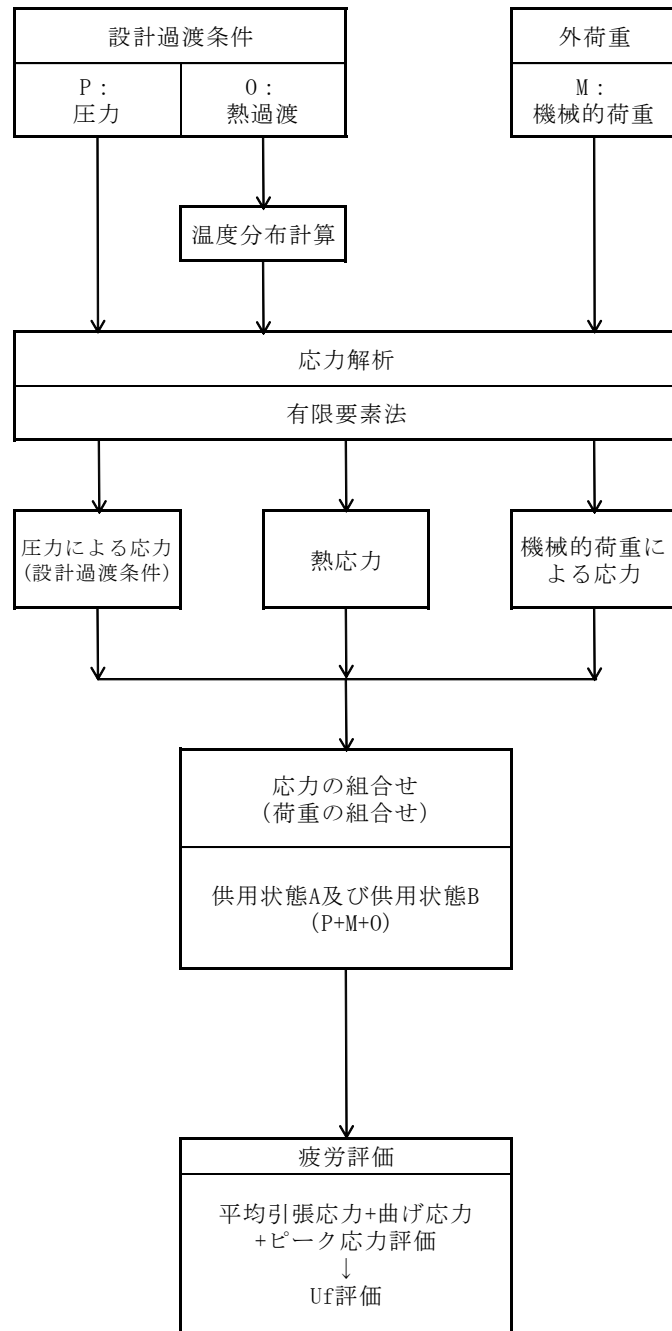 設計過渡条件
外荷重
P：
圧力
O：
熱過渡
M：
機械的荷重
温度分布計算
応力解析
有限要素法
圧力による応力
(設計過渡条件)
熱応力
機械的荷重に
よる応力
応力の組合せ
(荷重の組合せ)
供用状態A及び供用状態B
(P+M+O)
疲労評価
平均引張応力+曲げ応力
+ピーク応力評価
↓
Uf評価